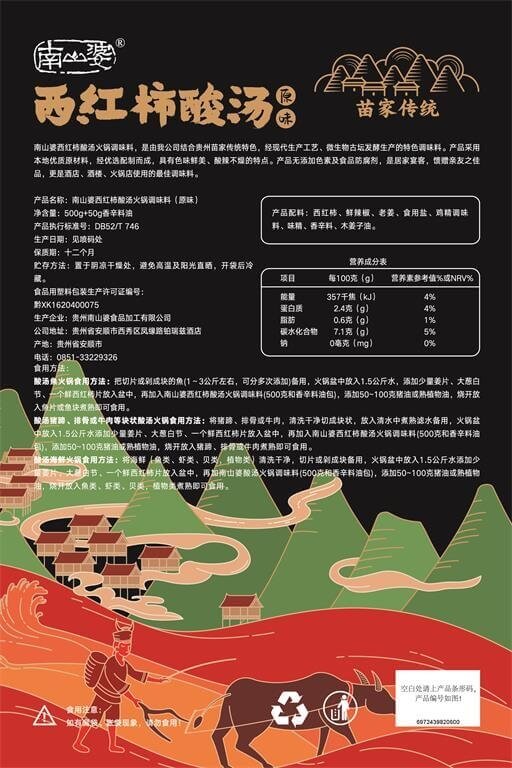 南山婆®
西红柿酸汤
原味
苗家传统
南山婆西红柿酸汤火锅调味料，是由我公司结合贵州苗家传统特色，经现代生产工艺、微生物古坛发酵生产的特色调味料。产品采用
本地优质原材料，经优选配制而成，具有色味鲜美、酸辣不燥的特点。产品无添加色素及食品防腐剂，是居家宴客，馈赠亲友之佳
品，更是酒店、酒楼、火锅店使用的最佳调味料。
产品名称：南山婆西红柿酸汤火锅调味料（原味）
净含量：500g+50g香辛料油
产品执行标准号：DB52/T 746
生产日期：见喷码处
保质期：十二个月
贮存方法：置于阴凉干燥处，避免高温及阳光直晒，开袋后冷
藏。
食品用塑料包装生产许可证编号：
黔XK1620400075
生产企业：贵州南山婆食品加工有限公司
公司地址：贵州省安顺市西秀区凤缘路铂瑞兹酒店
产地：贵州省安顺市
电话：0851-33229326
产品配料：西红柿、鲜辣椒、老姜、食用盐、鸡精调味
料、味精、香辛料、木姜子油。
营养成分表
项目 每100克（g） 营养素参考值%或NRV%
能量 357千焦（kJ） 4%
蛋白质 2.4克（g） 4%
脂肪 0.6克（g） 1%
碳水化合物 7.1克（g） 5%
钠 0毫克（mg） 0%
食用方法：
酸汤鱼火锅食用方法：把切片或剁成块的鱼(1～3公斤左右，可分多次添加)备用，火锅盆中放入1.5公斤水，添加少量姜片、大葱白
节、一个鲜西红柿片放入盆中，再加入南山婆西红柿酸汤火锅调味料(500克和香辛料油包)，添加50~100克猪油或熟植物油，烧开放
入鱼片或鱼块煮熟即可食用。
酸汤猪蹄、排骨或牛肉等块状酸汤火锅食用方法：将猪蹄、排骨或牛肉，清洗干净切成块状，放入清水中煮熟滤水备用，火锅盆
中放入1.5公斤水添加少量姜片、大葱白节、一个鲜西红柿片放入盆中，再加入南山婆西红柿酸汤火锅调味料(500克和香辛料油
包)，添加50~100克猪油或熟植物油，烧开放入猪蹄、排骨或牛肉煮熟即可食用。
酸汤海鲜火锅食用方法：将海鲜（鱼类、虾类、贝类、植物类）清洗干净，切片或剁成块备用，火锅盆中放入1.5公斤水添加少
量姜片、大葱白节、一个鲜西红柿片放入盆中，再加南山婆酸汤火锅调味料(500克和香辛料油包)，添加50~100克猪油或熟植物
油，烧开放入鱼类、虾类、贝类、植物类煮熟即可食用。
食用注意：
如有破袋、胀袋现象，请勿食用！
空白处请上产品条形码，
产品编号如图！
6972439820600